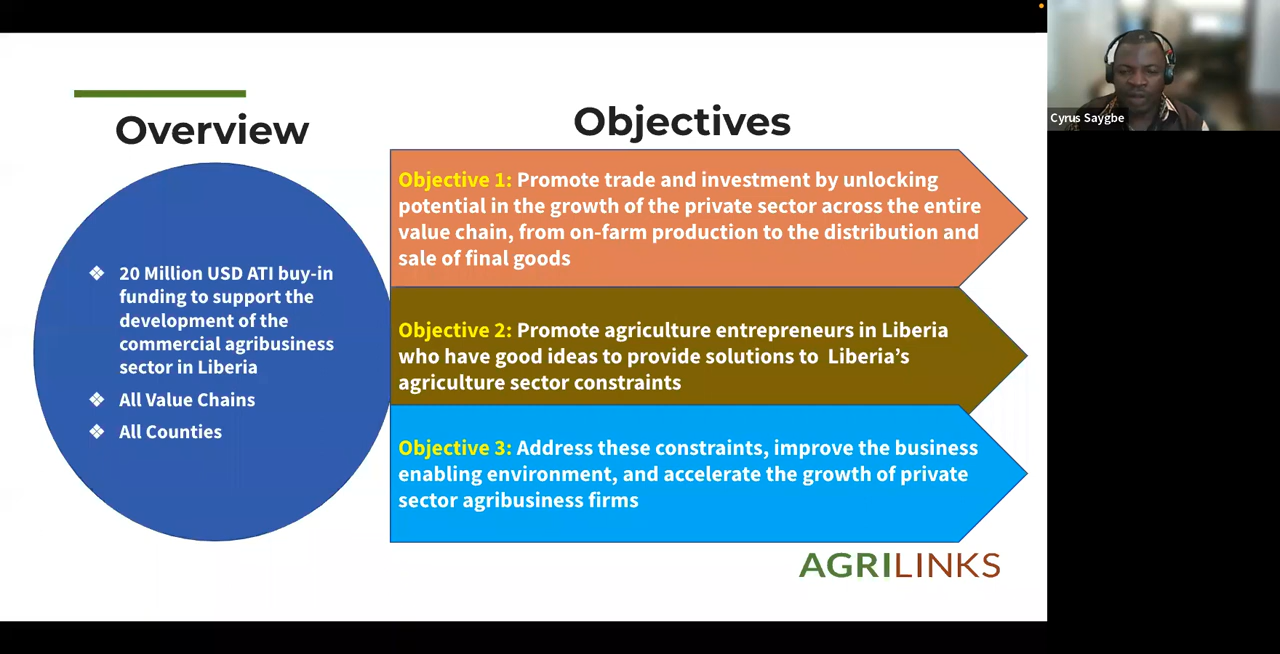 Overview
❖ 20 Million USD ATI buy-in
funding to support the
development of the
commercial agribusiness
sector in Liberia
❖ All Value Chains
❖ All Counties
Objectives
Objective 1: Promote trade and investment by unlocking
potential in the growth of the private sector across the entire
value chain, from on-farm production to the distribution and
sale of final goods
Objective 2: Promote agriculture entrepreneurs in Liberia
who have good ideas to provide solutions to Liberia’s
agriculture sector constraints
Objective 3: Address these constraints, improve the business
enabling environment, and accelerate the growth of private
sector agribusiness firms
AGRILINKS
Cyrus Saygbe